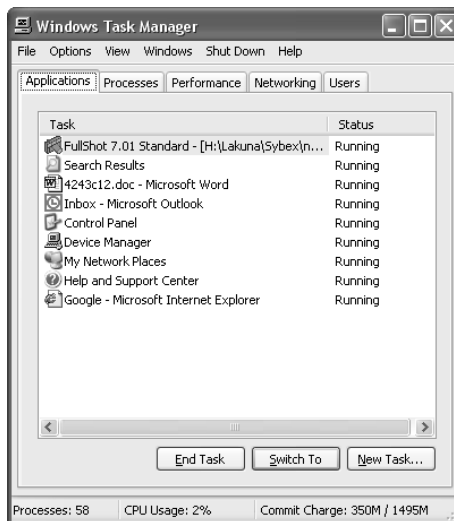 Windows Task Manager
File Options View Windows Shut Down Help
Applications Processes Performance Networking Users
Task Status
FullShot 7.01 Standard - [H:\Lakuna\Sybex\n... Running
Search Results Running
4243c12.doc - Microsoft Word Running
Inbox - Microsoft Outlook Running
Control Panel Running
Device Manager Running
My Network Places Running
Help and Support Center Running
Google - Microsoft Internet Explorer Running
End Task Switch To New Task...
Processes: 58 CPU Usage: 2% Commit Charge: 350M / 1495M